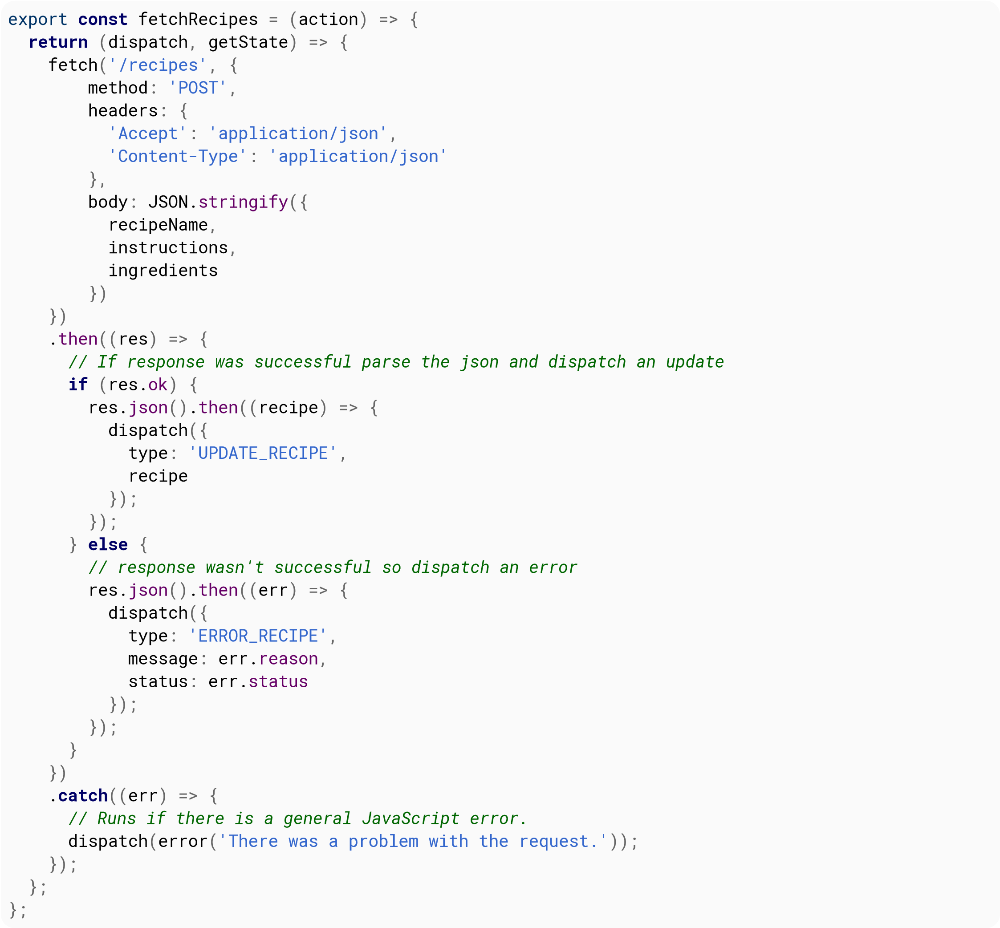 export const fetchRecipes = (action) => {
  return (dispatch, getState) => {
    fetch('/recipes', {
        method: 'POST',
        headers: {
          'Accept': 'application/json',
          'Content-Type': 'application/json'
        },
        body: JSON.stringify({
          recipeName,
          instructions,
          ingredients
        })
    })
    .then((res) => {
      // If response was successful parse the json and dispatch an update
      if (res.ok) {
        res.json().then((recipe) => {
          dispatch({
            type: 'UPDATE_RECIPE',
            recipe
          });
        });
      } else {
        // response wasn't successful so dispatch an error
        res.json().then((err) => {
          dispatch({
            type: 'ERROR_RECIPE',
            message: err.reason,
            status: err.status
          });
        });
      }
    })
    .catch((err) => {
      // Runs if there is a general JavaScript error.
      dispatch(error('There was a problem with the request.'));
    });
  };
};